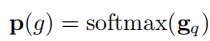 p(g) = softmax(g_q)